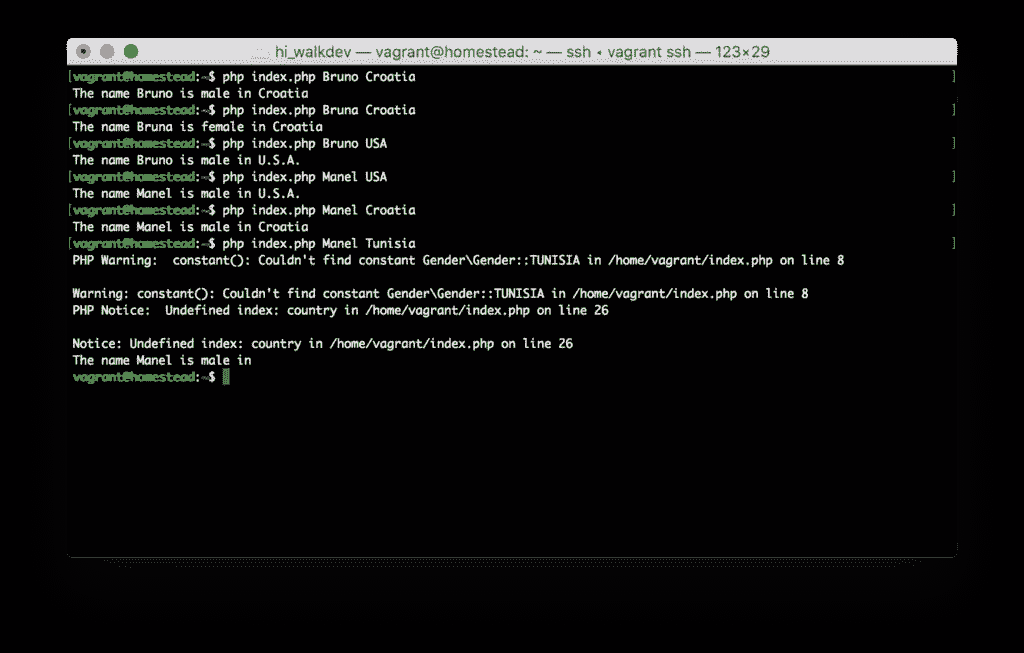 hi_walkdev — vagrant@homestead: ~ — ssh • vagrant ssh — 123×29
[vagrant@homestead:~$ php index.php Bruno Croatia ]
The name Bruno is male in Croatia
[vagrant@homestead:~$ php index.php Bruna Croatia ]
The name Bruna is female in Croatia
[vagrant@homestead:~$ php index.php Bruno USA ]
The name Bruno is male in U.S.A.
[vagrant@homestead:~$ php index.php Manel USA ]
The name Manel is male in U.S.A.
[vagrant@homestead:~$ php index.php Manel Croatia ]
The name Manel is male in Croatia
[vagrant@homestead:~$ php index.php Manel Tunisia ]
PHP Warning:  constant(): Couldn't find constant Gender\Gender::TUNISIA in /home/vagrant/index.php on line 8
Warning: constant(): Couldn't find constant Gender\Gender::TUNISIA in /home/vagrant/index.php on line 8
PHP Notice:  Undefined index: country in /home/vagrant/index.php on line 26
Notice: Undefined index: country in /home/vagrant/index.php on line 26
The name Manel is male in
vagrant@homestead:~$